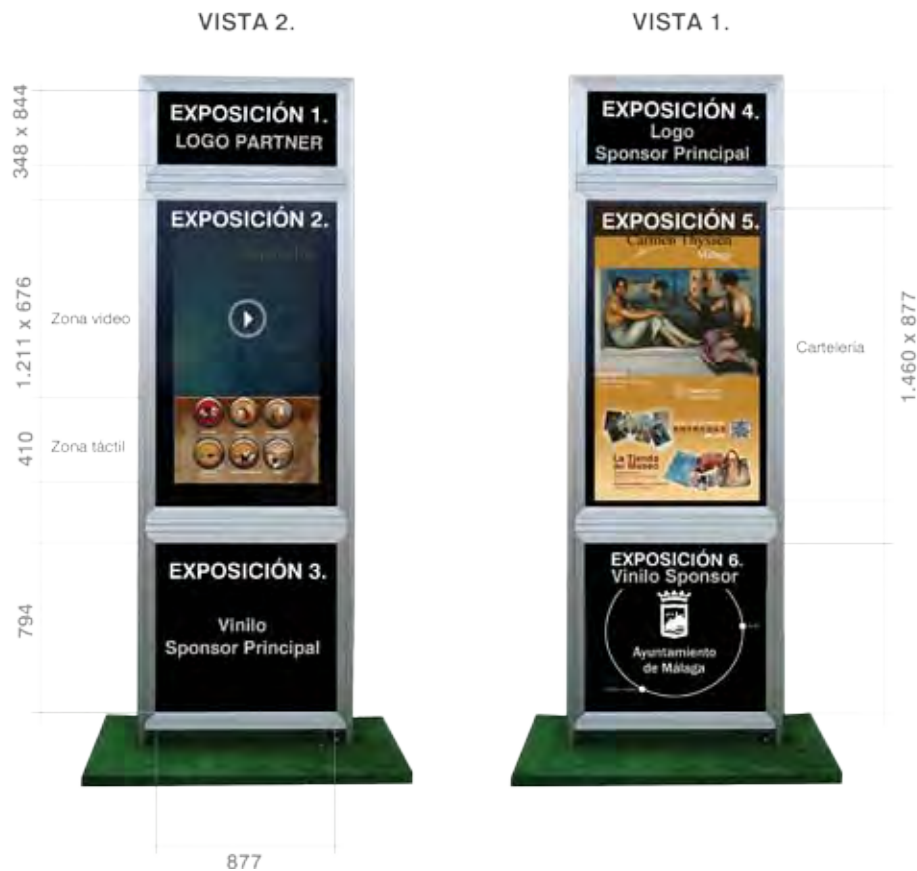 VISTA 2.
VISTA 1.
348 x 844
EXPOSICIÓN 1.
LOGO PARTNER
EXPOSICIÓN 2.
1.211 x 676
Zona video
410
Zona tàctil
EXPOSICIÓN 3.
Vinilo
Sponsor Principal
794
877
EXPOSICIÓN 4.
Logo
Sponsor Principal
EXPOSICIÓN 5.
Carmen Thyssen
Málaga
ENTRADAS
La Tienda
del Museo
Cartelería
1.460 x 877
EXPOSICIÓN 6.
Vinilo Sponsor
Ayuntamiento
de Málaga